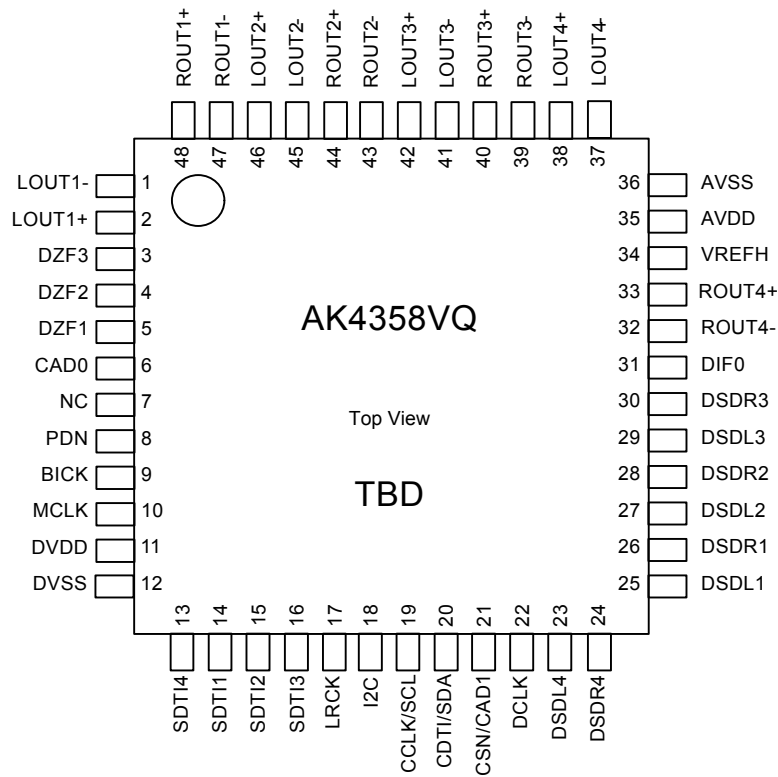 ROUT1+ ROUT1- LOUT2+ LOUT2- ROUT2+ ROUT2- LOUT3+ LOUT3- ROUT3+ ROUT3- LOUT4+ LOUT4-
48 47 46 45 44 43 42 41 40 39 38 37
LOUT1- 1
LOUT1+ 2
DZF3 3
DZF2 4
DZF1 5
CAD0 6
NC 7
PDN 8
BICK 9
MCLK 10
DVDD 11
DVSS 12
AK4358VQ
Top View
TBD
36 AVSS
35 AVDD
34 VREFH
33 ROUT4+
32 ROUT4-
31 DIF0
30 DSDR3
29 DSDL3
28 DSDR2
27 DSDL2
26 DSDR1
25 DSDL1
13 14 15 16 17 18 19 20 21 22 23 24
SDTI4 SDTI1 SDTI2 SDTI3 LRCK I2C CCLK/SCL CDTI/SDA CSN/CAD1 DCLK DSDL4 DSDR4